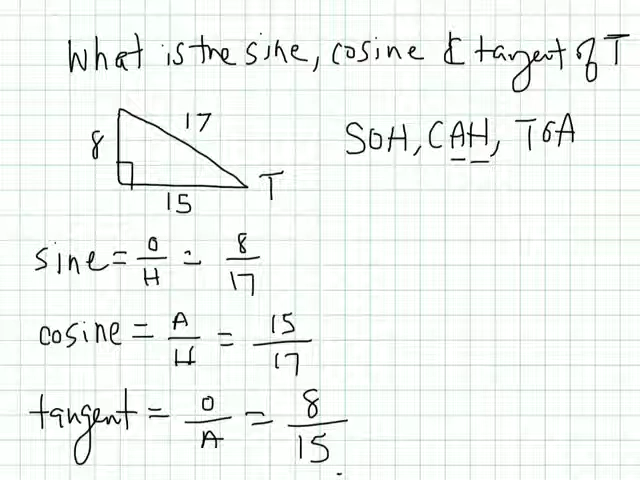 What is the sine, cosine & tangent of T
8 17 15 T
SOH, CAH, TOA
sine = O/H = 8/17
cosine = A/H = 15/17
tangent = O/A = 8/15